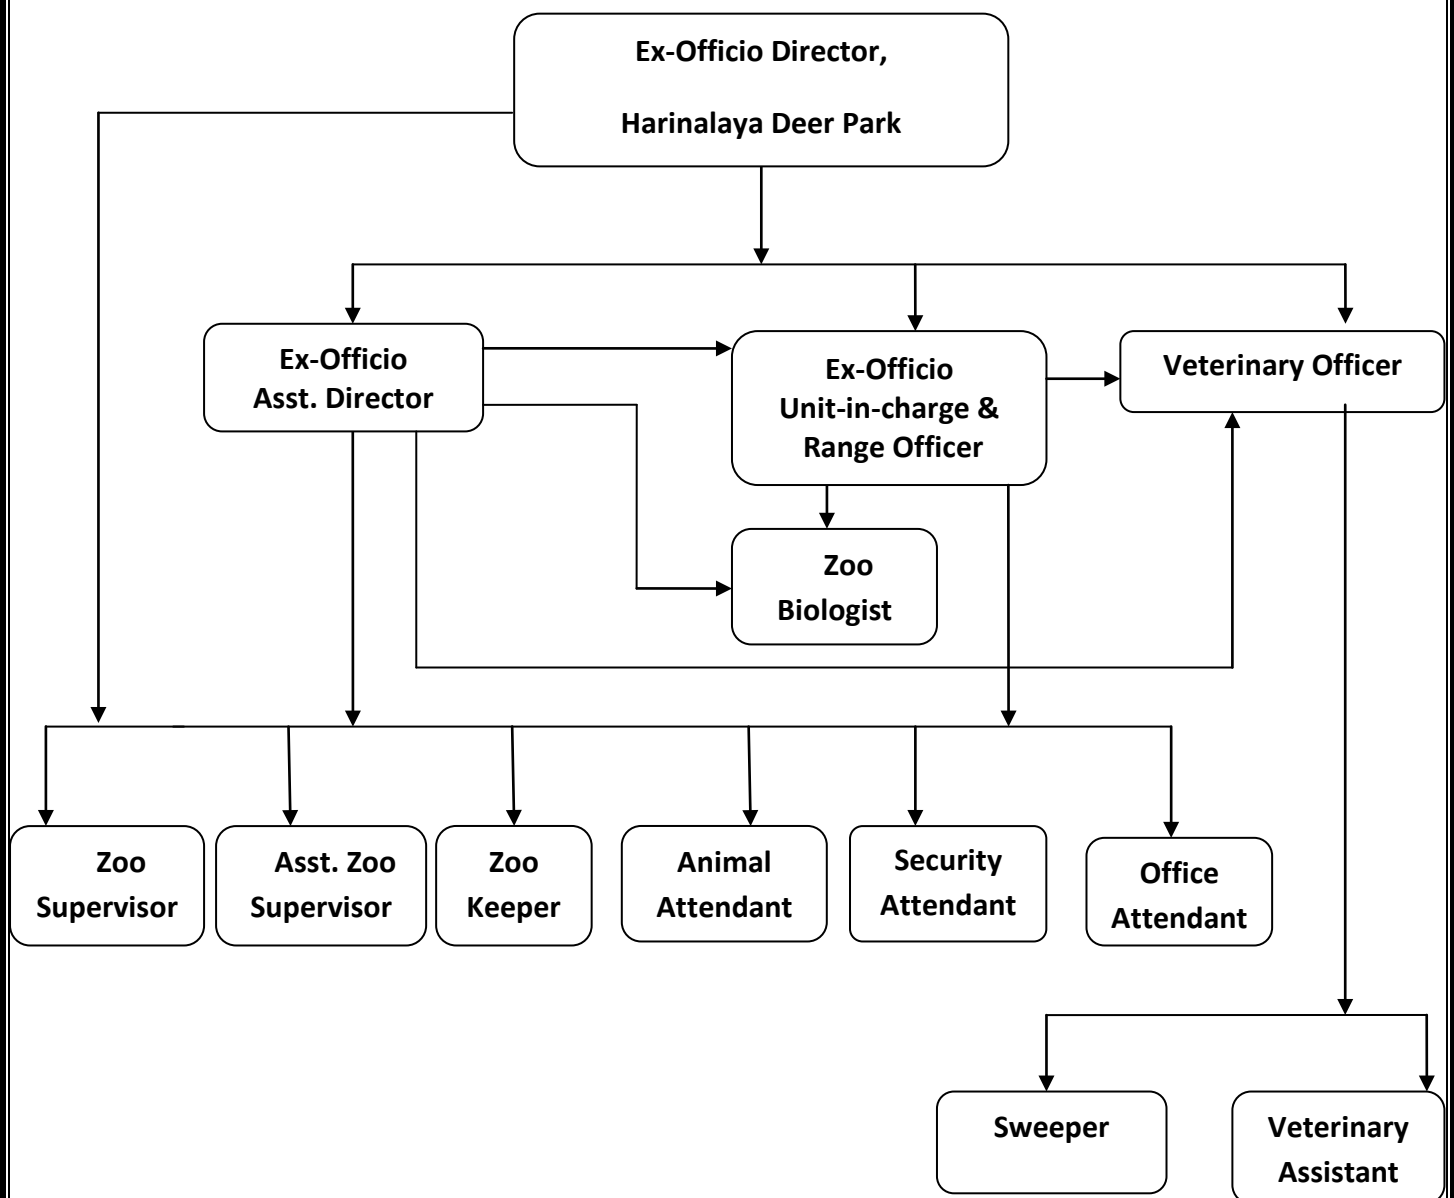 Ex-Officio Director,
Harinalaya Deer Park
Ex-Officio
Asst. Director
Ex-Officio
Unit-in-charge &
Range Officer
Veterinary Officer
Zoo
Biologist
Zoo
Supervisor
Asst. Zoo
Supervisor
Zoo
Keeper
Animal
Attendant
Security
Attendant
Office
Attendant
Sweeper
Veterinary
Assistant